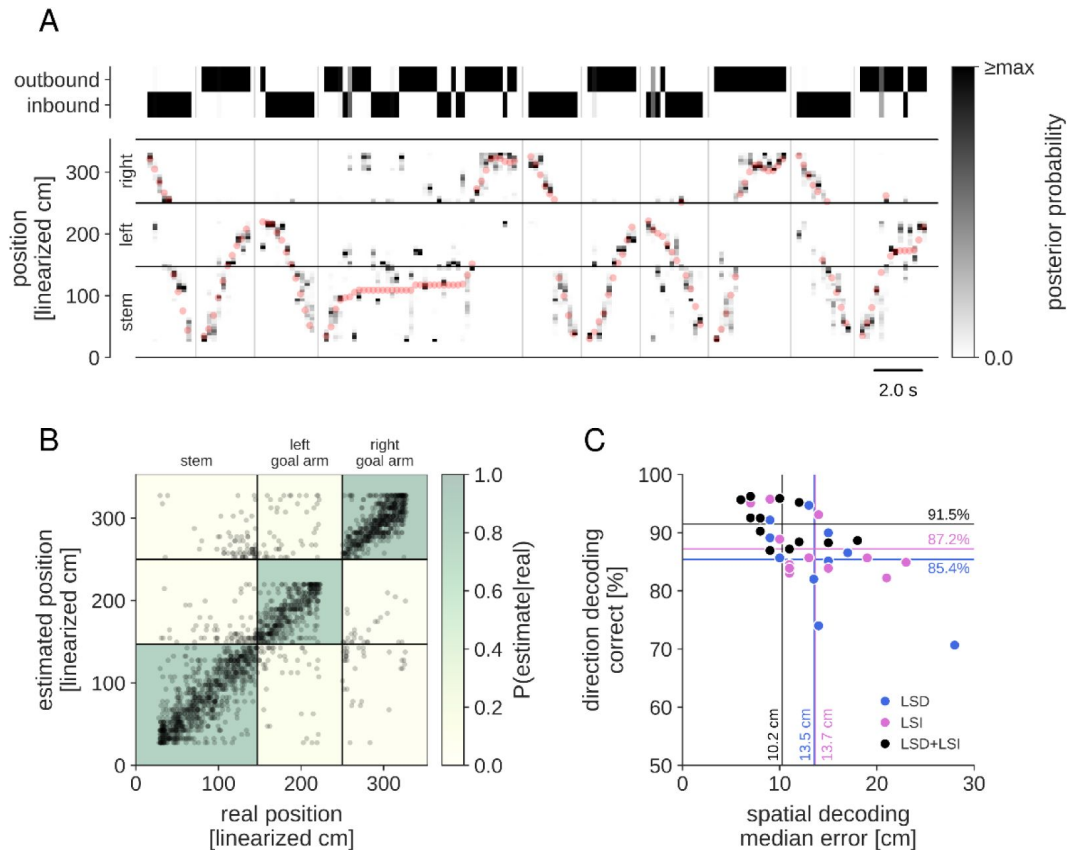 A
outbound
inbound
≥max
0.0
posterior probability
300
200
100
0
position
[linearized cm]
right
left
stem
2.0 s
B
stem
left
goal arm
right
goal arm
300
200
100
0
estimated position
[linearized cm]
0
100
200
300
real position
[linearized cm]
1.0
0.8
0.6
0.4
0.2
0.0
P(estimate|real)
C
100
90
80
70
60
50
direction decoding
correct [%]
91.5%
87.2%
85.4%
10.2 cm
13.5 cm
13.7 cm
LSD
LSI
LSD+LSI
0
10
20
30
spatial decoding
median error [cm]